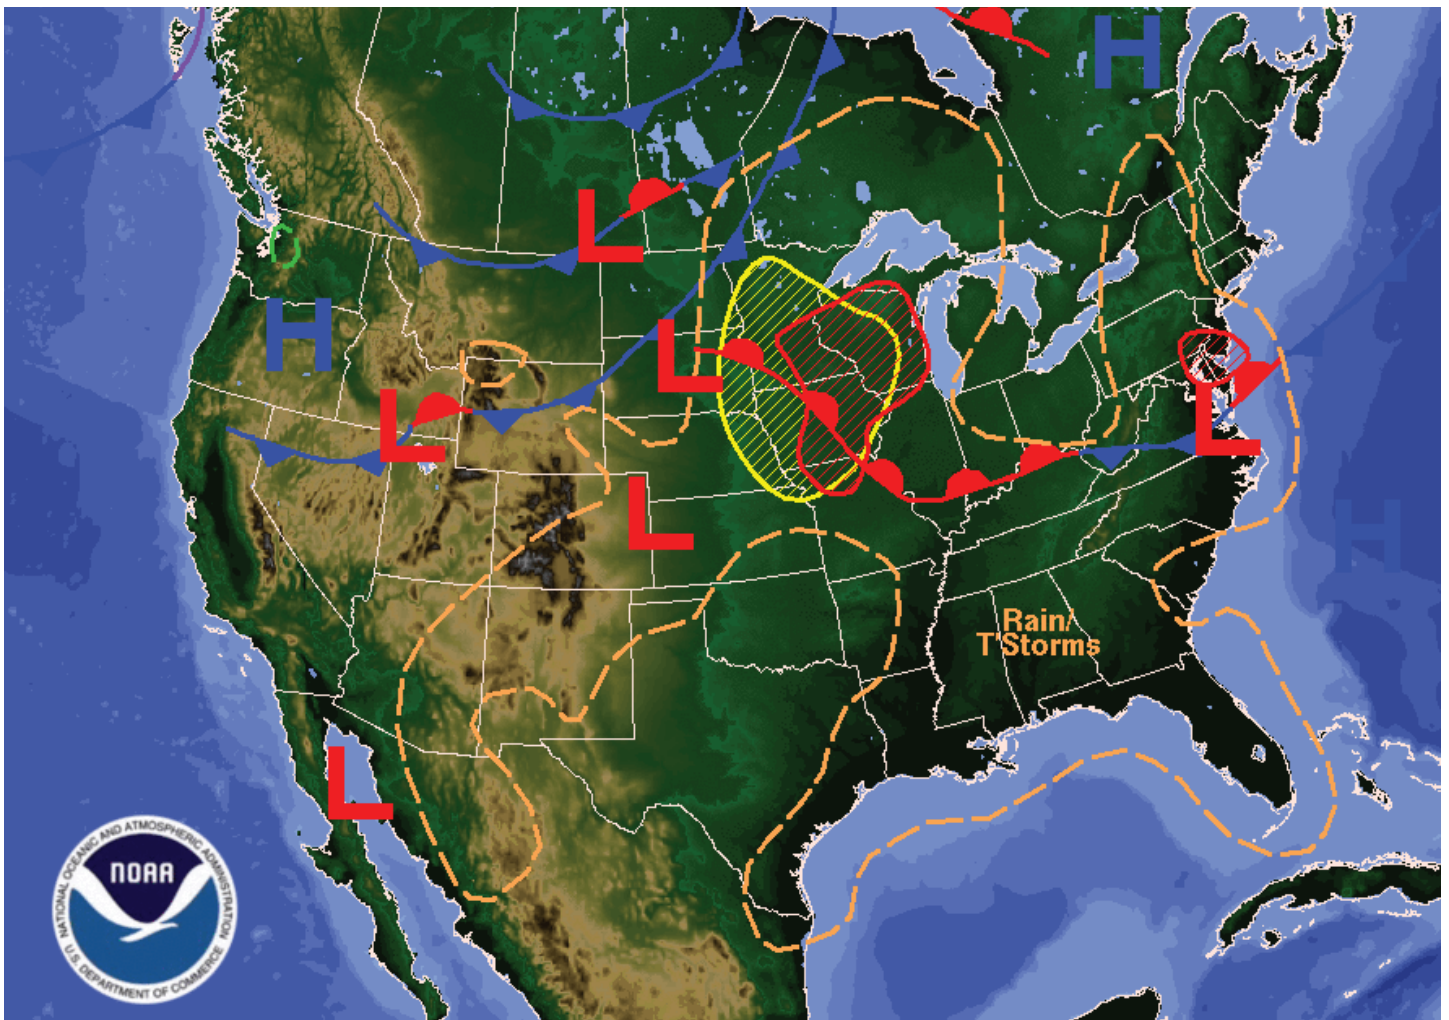 H
H
L
H
L
L
L
L
H
Rain/
T'Storms
L
NATIONAL OCEANIC AND ATMOSPHERIC ADMINISTRATION
NOAA
U.S. DEPARTMENT OF COMMERCE